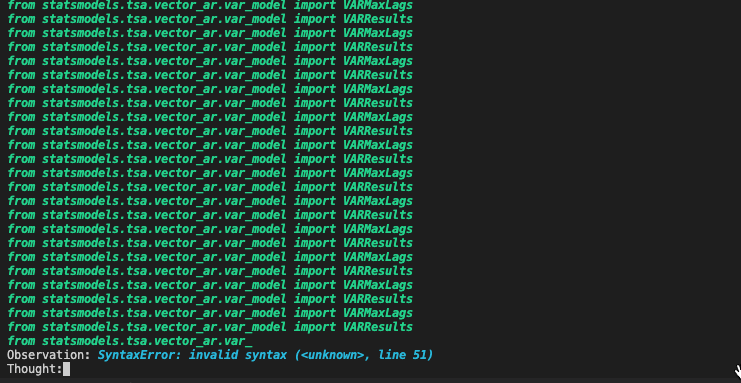 from statsmodels.tsa.vector_ar.var_model import VARMaxLags
from statsmodels.tsa.vector_ar.var_model import VARResults
from statsmodels.tsa.vector_ar.var_model import VARMaxLags
from statsmodels.tsa.vector_ar.var_model import VARResults
from statsmodels.tsa.vector_ar.var_model import VARMaxLags
from statsmodels.tsa.vector_ar.var_model import VARResults
from statsmodels.tsa.vector_ar.var_model import VARMaxLags
from statsmodels.tsa.vector_ar.var_model import VARResults
from statsmodels.tsa.vector_ar.var_model import VARMaxLags
from statsmodels.tsa.vector_ar.var_model import VARResults
from statsmodels.tsa.vector_ar.var_model import VARMaxLags
from statsmodels.tsa.vector_ar.var_model import VARResults
from statsmodels.tsa.vector_ar.var_model import VARMaxLags
from statsmodels.tsa.vector_ar.var_model import VARResults
from statsmodels.tsa.vector_ar.var_model import VARMaxLags
from statsmodels.tsa.vector_ar.var_model import VARResults
from statsmodels.tsa.vector_ar.var_model import VARMaxLags
from statsmodels.tsa.vector_ar.var_model import VARResults
from statsmodels.tsa.vector_ar.var_model import VARMaxLags
from statsmodels.tsa.vector_ar.var_model import VARResults
from statsmodels.tsa.vector_ar.var_model import VARMaxLags
from statsmodels.tsa.vector_ar.var_model import VARResults
from statsmodels.tsa.vector_ar.var_model import VARMaxLags
from statsmodels.tsa.vector_ar.var_model import VARResults
from statsmodels.tsa.vector_ar.var_
Observation: SyntaxError: invalid syntax (<unknown>, line 51)
Thought: